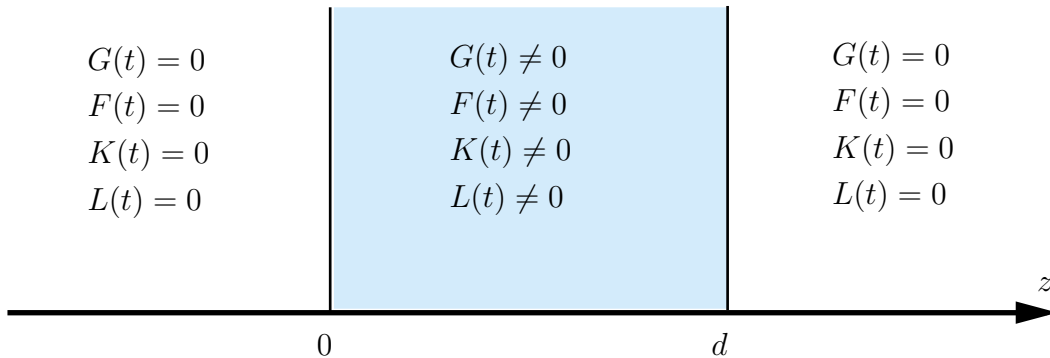 G(t) = 0
F(t) = 0
K(t) = 0
L(t) = 0
G(t) ≠ 0
F(t) ≠ 0
K(t) ≠ 0
L(t) ≠ 0
G(t) = 0
F(t) = 0
K(t) = 0
L(t) = 0
z
0
d